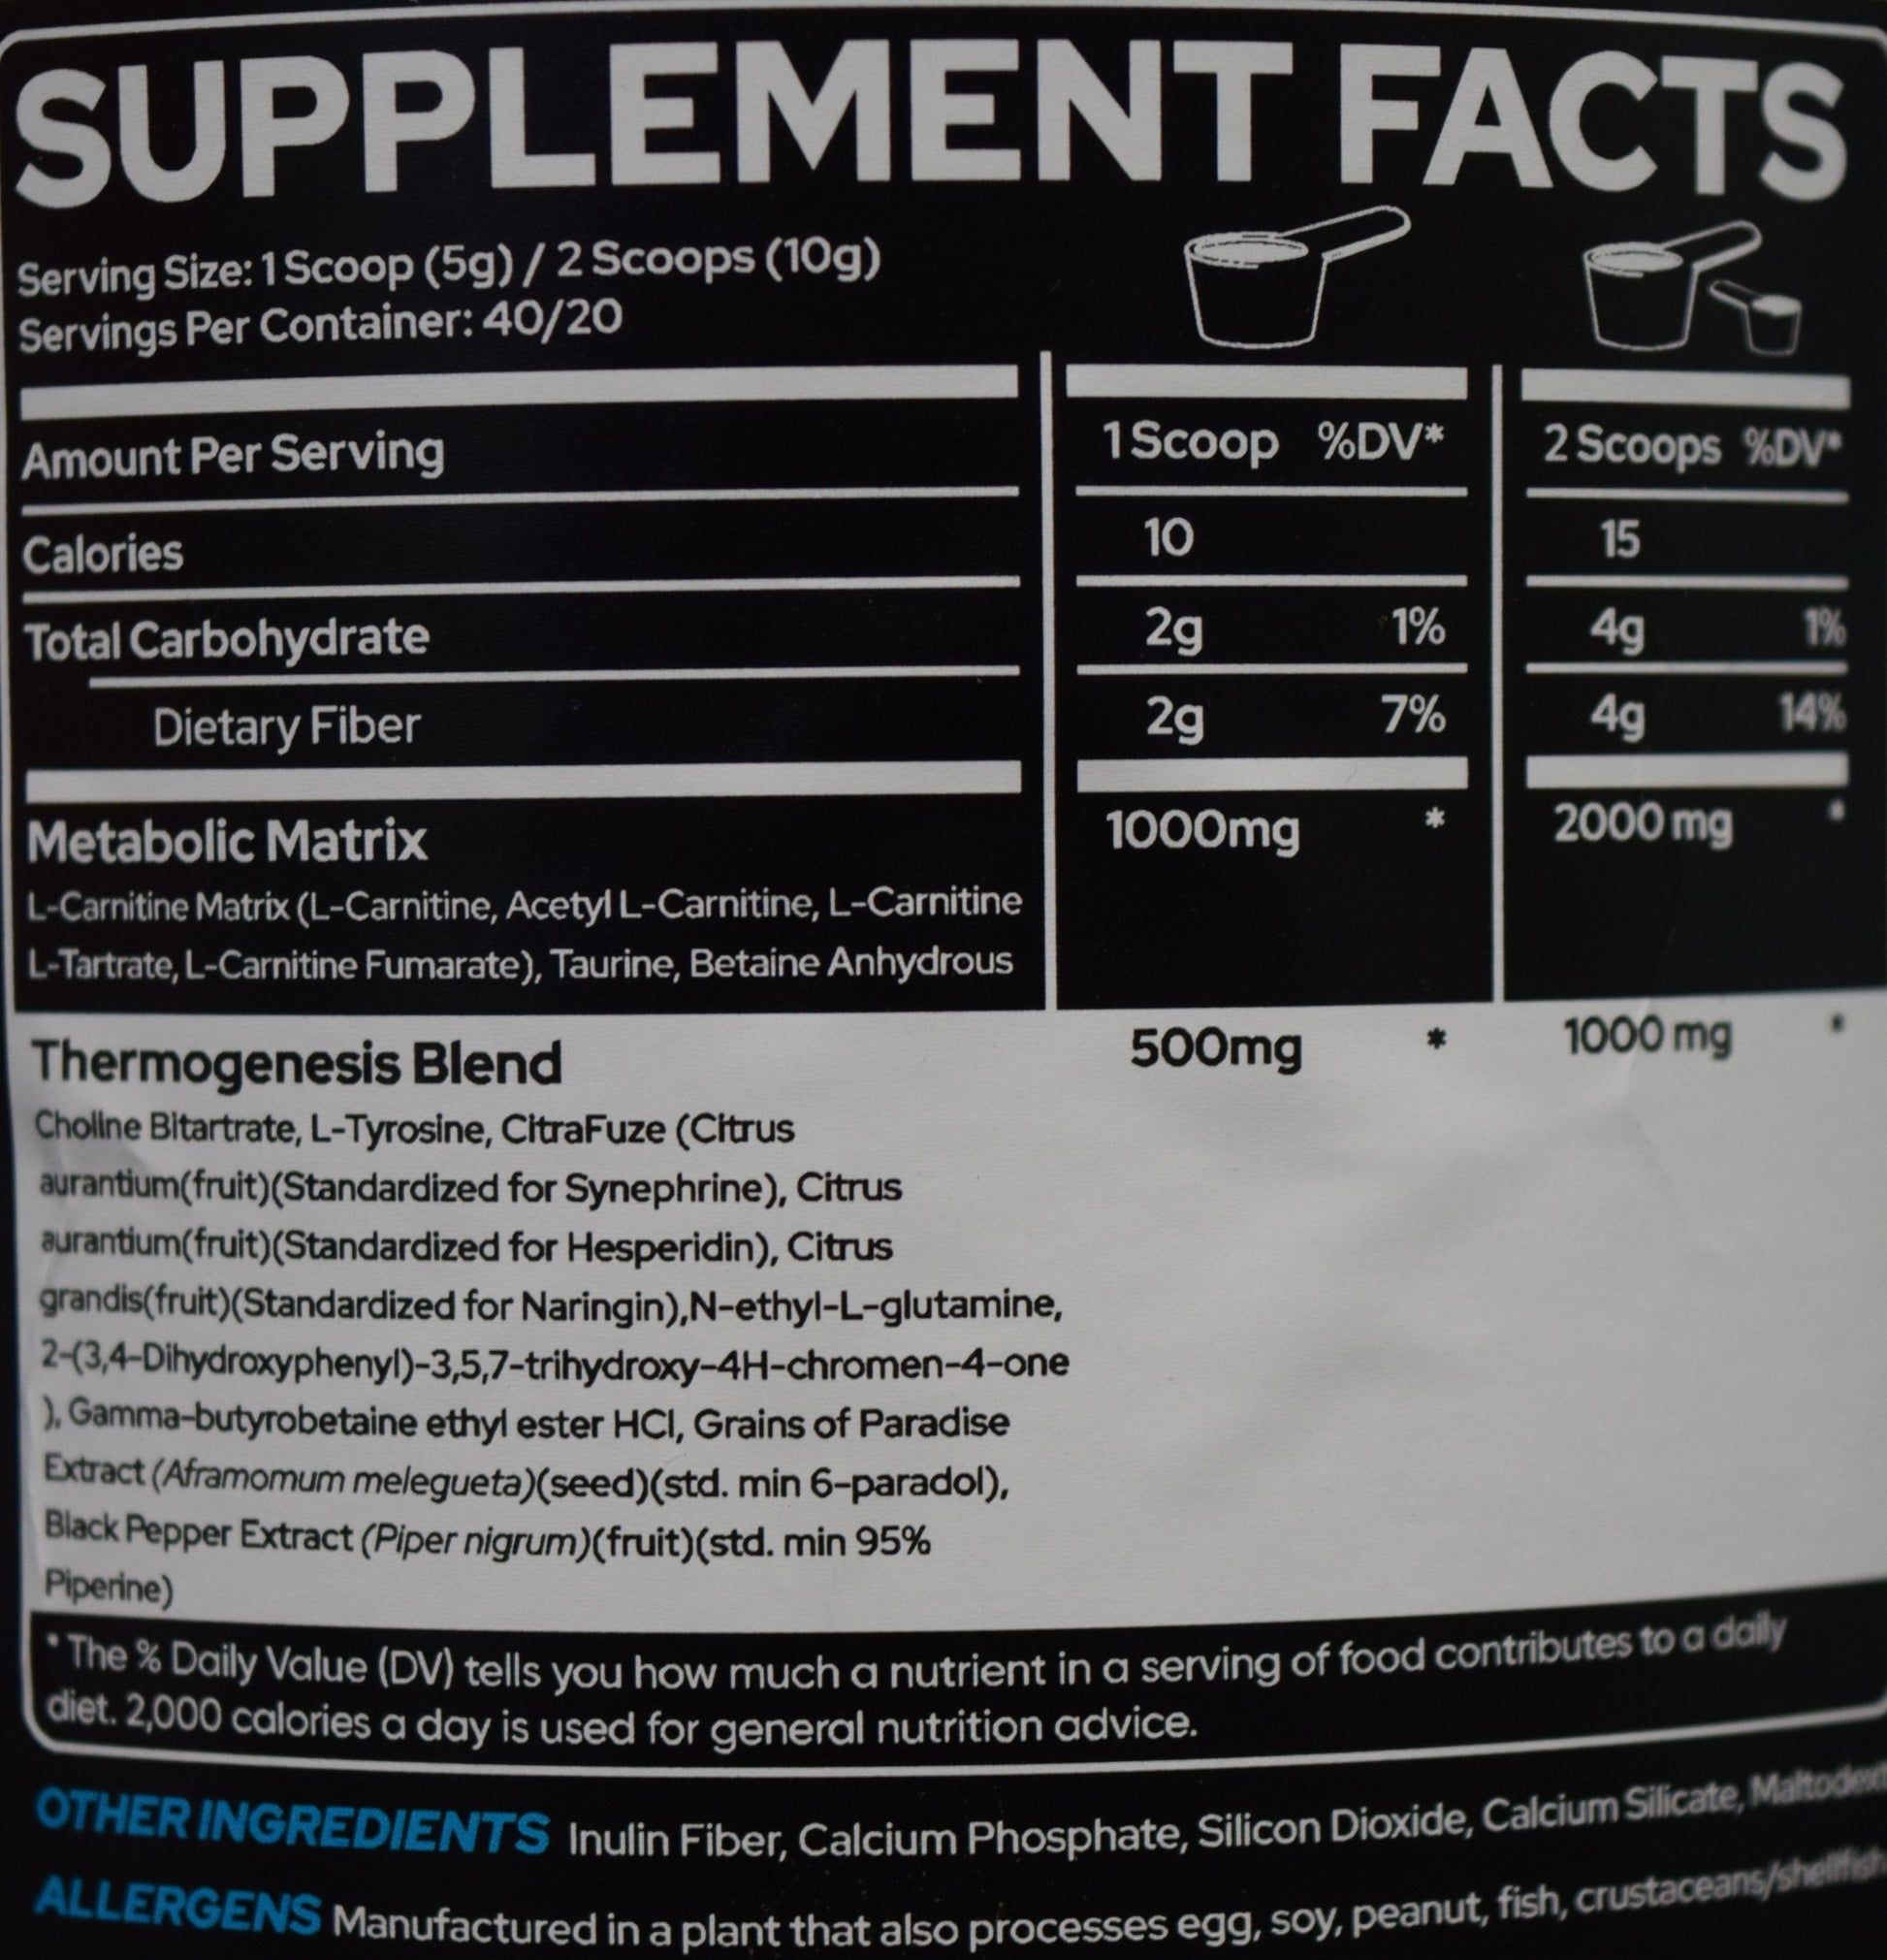 SUPPLEMENT FACTS
Serving Size: 1 Scoop (5g) / 2 Scoops (10g)
Servings Per Container: 40/20
Amount Per Serving 1 Scoop %DV* 2 Scoops %DV*
Calories 10 15
Total Carbohydrate 2g 1% 4g 1%
Dietary Fiber 2g 7% 4g 14%
Metabolic Matrix 1000mg * 2000 mg *
L-Carnitine Matrix (L-Carnitine, Acetyl L-Carnitine, L-Carnitine
L-Tartrate, L-Carnitine Fumarate), Taurine, Betaine Anhydrous
Thermogenesis Blend 500mg * 1000 mg *
Choline Bitartrate, L-Tyrosine, CitraFuze (Citrus
aurantium(fruit)(Standardized for Synephrine), Citrus
aurantium(fruit)(Standardized for Hesperidin), Citrus
grandis(fruit)(Standardized for Naringin),N-ethyl-L-glutamine,
2-(3,4-Dihydroxyphenyl)-3,5,7-trihydroxy-4H-chromen-4-one
), Gamma-butyrobetaine ethyl ester HCl, Grains of Paradise
Extract (Aframomum melegueta)(seed)(std. min 6-paradol),
Black Pepper Extract (Piper nigrum)(fruit)(std. min 95%
Piperine)
* The % Daily Value (DV) tells you how much a nutrient in a serving of food contributes to a daily
diet. 2,000 calories a day is used for general nutrition advice.
OTHER INGREDIENTS Inulin Fiber, Calcium Phosphate, Silicon Dioxide, Calcium Silicate,
ALLERGENS Manufactured in a plant that also processes egg, soy, peanut, fish, crustaceans/shellfish